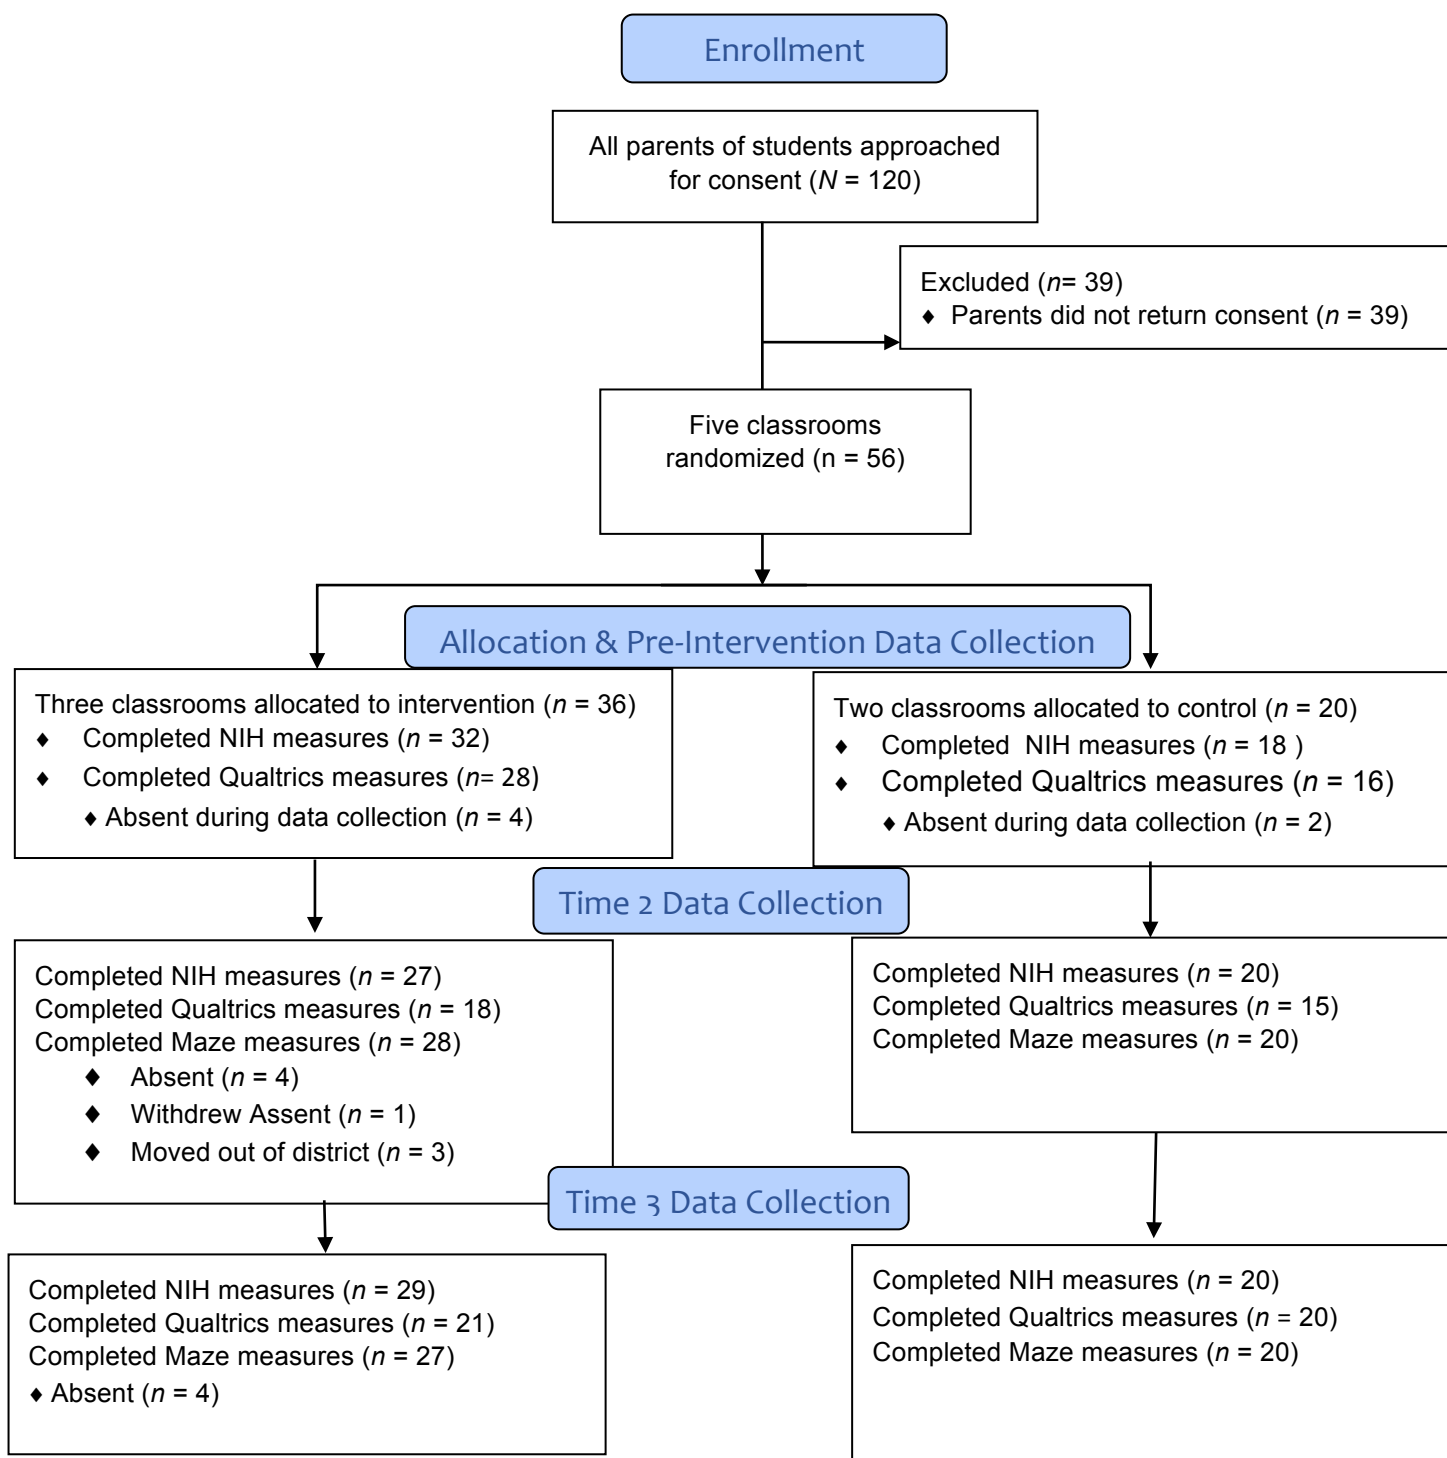 Enrollment
All parents of students approached
for consent (N = 120)
Excluded (n= 39)
♦ Parents did not return consent (n = 39)
Five classrooms
randomized (n = 56)
Allocation & Pre-Intervention Data Collection
Three classrooms allocated to intervention (n = 36)
♦ Completed NIH measures (n = 32)
♦ Completed Qualtrics measures (n= 28)
♦ Absent during data collection (n = 4)
Two classrooms allocated to control (n = 20)
♦ Completed NIH measures (n = 18 )
♦ Completed Qualtrics measures (n = 16)
♦ Absent during data collection (n = 2)
Time 2 Data Collection
Completed NIH measures (n = 27)
Completed Qualtrics measures (n = 18)
Completed Maze measures (n = 28)
♦ Absent (n = 4)
♦ Withdrew Assent (n = 1)
♦ Moved out of district (n = 3)
Completed NIH measures (n = 20)
Completed Qualtrics measures (n = 15)
Completed Maze measures (n = 20)
Time 3 Data Collection
Completed NIH measures (n = 29)
Completed Qualtrics measures (n = 21)
Completed Maze measures (n = 27)
♦ Absent (n = 4)
Completed NIH measures (n = 20)
Completed Qualtrics measures (n = 20)
Completed Maze measures (n = 20)